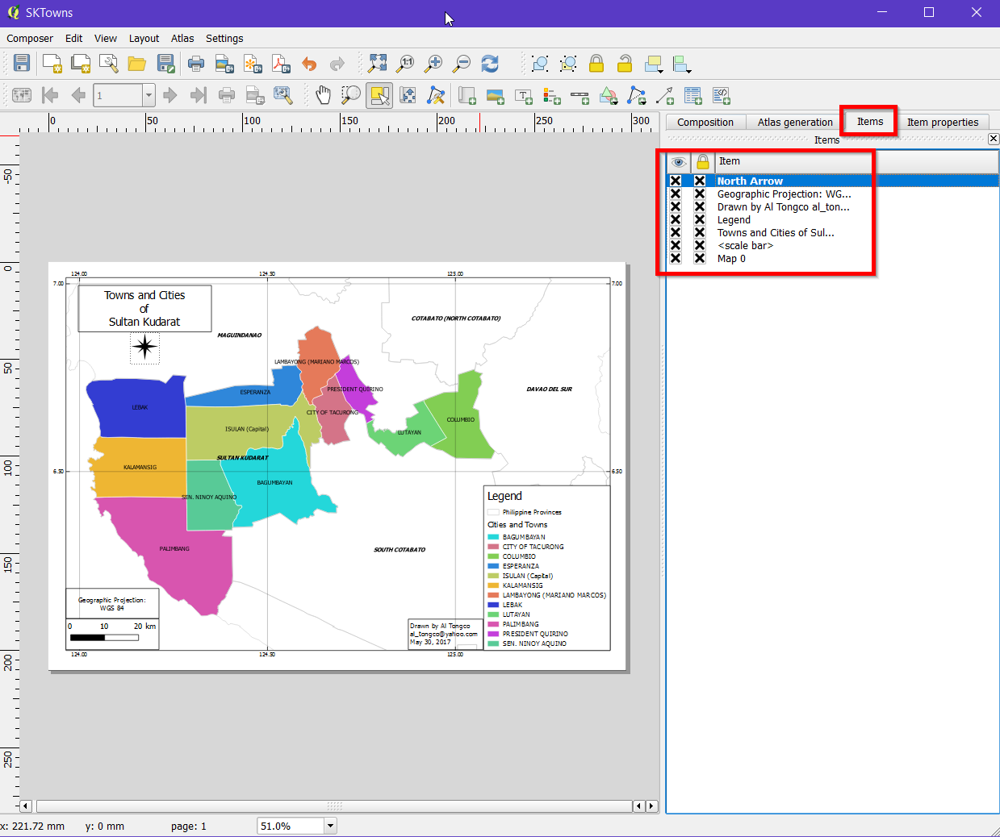 SKTowns
Composer Edit View Layout Atlas Settings
1:1
1
0 50 100 150 200 250 300
Composition Atlas generation Items Item properties
Items
Item
North Arrow
Geographic Projection: WG...
Drawn by Al Tongco al_ton...
Legend
Towns and Cities of Sul...
<scale bar>
Map 0
-50
0
50
100
150
200
250
124.00 124.50 125.00
7.00 7.00
Towns and Cities
of
Sultan Kudarat
MAGUINDANAO
COTABATO (NORTH COTABATO)
LAMBAYONG (MARIANO MARCOS)
PRESIDENT QUIRINO
DAVAO DEL SUR
ESPERANZA
LEBAK
CITY OF TACURONG
COLUMBIO
ISULAN (Capital)
LUTAYAN
SULTAN KUDARAT
KALAMANSIG
6.50 6.50
BAGUMBAYAN
SEN. NINOY AQUINO
PALIMBANG
SOUTH COTABATO
Legend
Philippine Provinces
Cities and Towns
BAGUMBAYAN
CITY OF TACURONG
COLUMBIO
ESPERANZA
ISULAN (Capital)
KALAMANSIG
LAMBAYONG (MARIANO MARCOS)
LEBAK
LUTAYAN
PALIMBANG
PRESIDENT QUIRINO
SEN. NINOY AQUINO
Geographic Projection:
WGS 84
0 10 20 km
Drawn by Al Tongco
al_tongco@yahoo.com
May 30, 2017
124.00 124.50 125.00
x: 221.72 mm y: 0 mm page: 1 51.0%